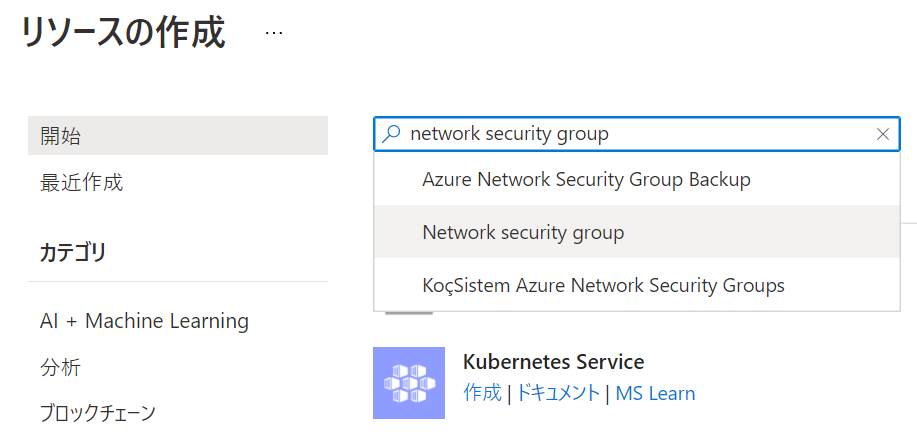 リソースの作成 …
開始
最近作成
カテゴリ
AI + Machine Learning
分析
ブロックチェーン
network security group
Azure Network Security Group Backup
Network security group
KoçSistem Azure Network Security Groups
Kubernetes Service
作成 | ドキュメント | MS Learn